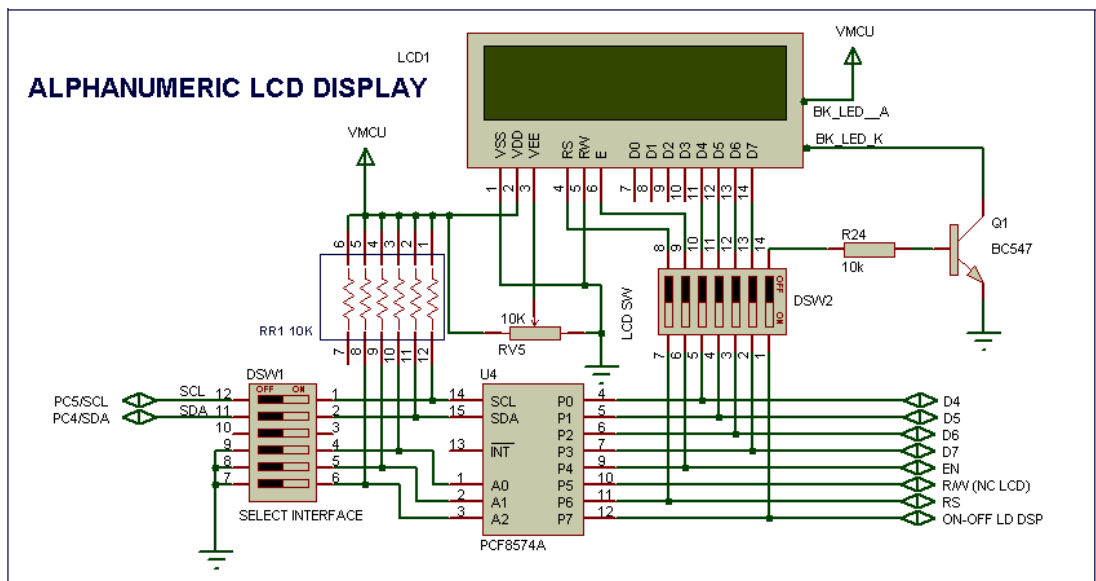 VMCU
LCD1
ALPHANUMERIC LCD DISPLAY
BK_LED__A
VMCU
BK_LED_K
VSS VDD VEE RS RW E D0 D1 D2 D3 D4 D5 D6 D7
1 2 3 4 5 6 7 8 9 10 11 12 13 14
Q1
BC547
R24
10k
6 5 4 3 2 1
8 9 10 11 12 13 14
OFF
ON
DSW2
LCD SW
RR1 10K
10K
RV5
7 8 9 10 11 12
7 6 5 4 3 2 1
DSW1
U4
OFF ON
PC5/SCL SCL 12 1 14 SCL P0 4 D4
PC4/SDA SDA 11 2 15 SDA P1 5 D5
10 3 P2 6 D6
9 4 13 INT P3 7 D7
8 5 P4 9 EN
7 6 1 A0 P5 10 R/W (NC LCD)
2 A1 P6 11 RS
3 A2 P7 12 ON-OFF LD DSP
SELECT INTERFACE
PCF8574A